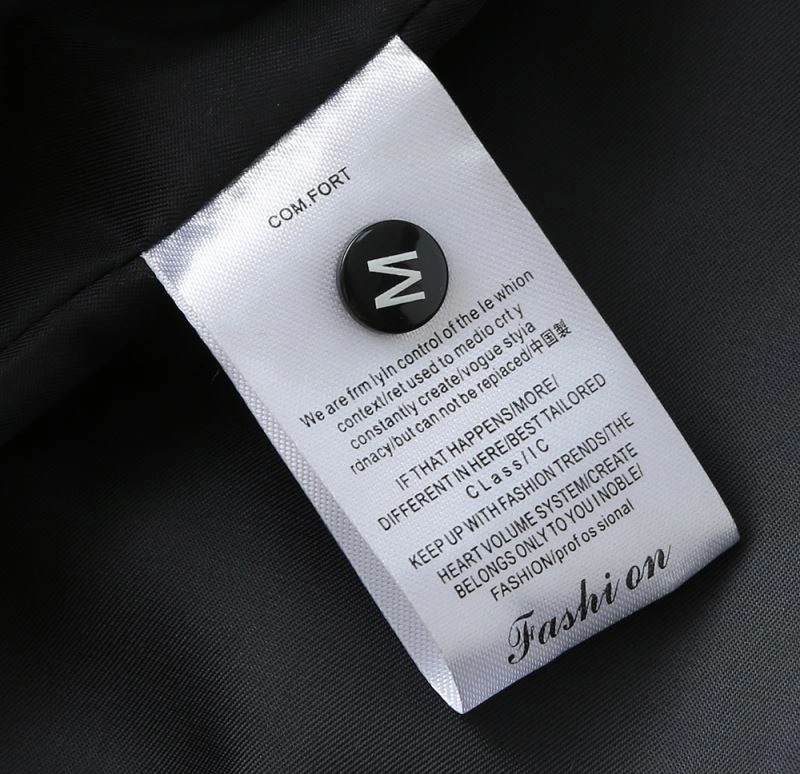 COM.FORT
M
We are frm lyln control of the le whion
context/ret used to medio crt y
constantly create/vogue styia
rdnacy/but can not be replaced/中国製
IF THAT HAPPENS/MORE/
DIFFERENT IN HERE/BEST TAILORED
CLass/1C
KEEP UP WITH FASHION TRENDS/THE
HEART VOLUME SYSTEM/CREATE
BELONGS ONLY TO YOU I NOBLE/
FASHION/prof os sional
Fashi on